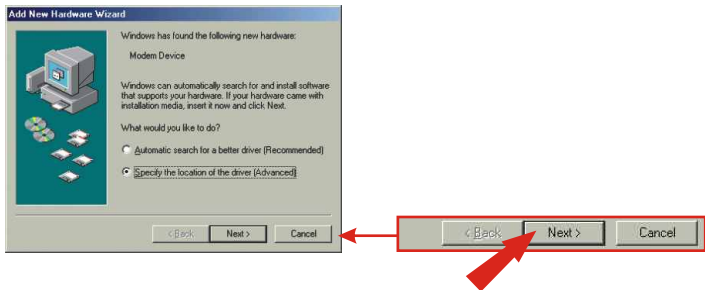 Add New Hardware Wizard
Windows has found the following new hardware:
Modem Device
Windows can automatically search for and install software
that supports your hardware. If your hardware came with
installation media, insert it now and click Next.
What would you like to do?
Automatic search for a better driver (Recommended)
Specify the location of the driver (Advanced)
< Back Next > Cancel
< Back Next > Cancel